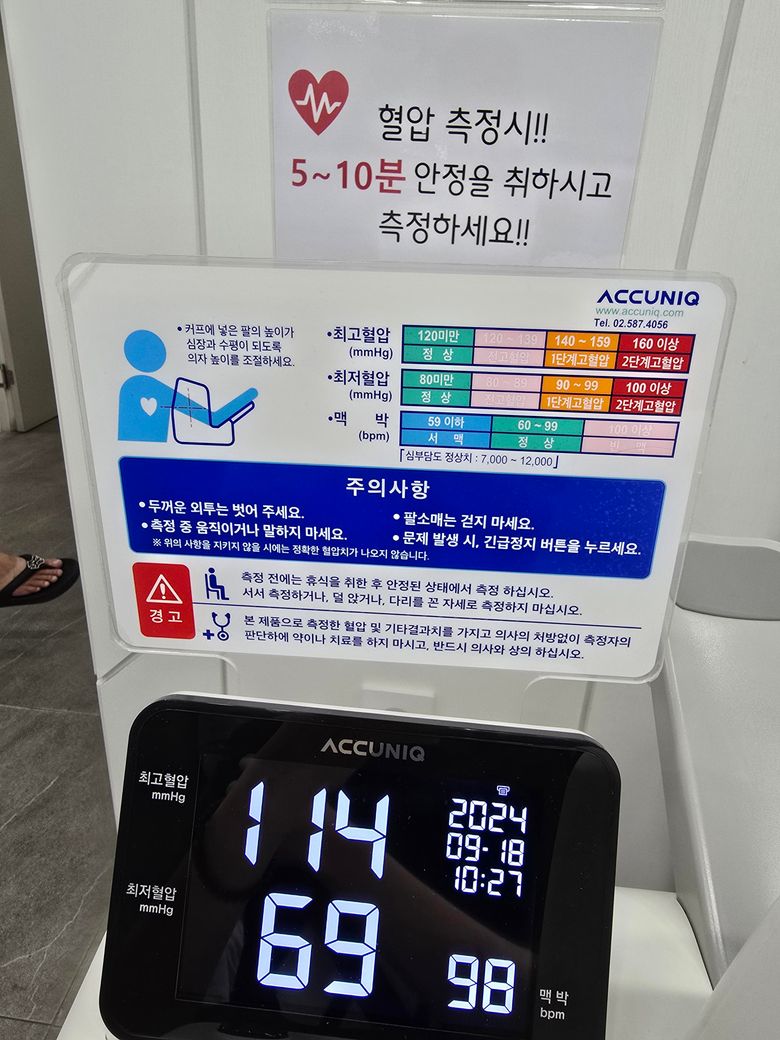 혈압 측정시!!
5~10분 안정을 취하시고
측정하세요!!
ACCUNIQ
www.accuniq.com
Tel. 02.587.4056
• 커프에 넣은 팔의 높이가
심장과 수평이 되도록
의자 높이를 조절하세요.
•최고혈압 120미만 120 ~ 139 140 ~ 159 160 이상
(mmHg) 정 상 전고혈압 1단계고혈압 2단계고혈압
•최저혈압 80미만 80 ~ 89 90 ~ 99 100 이상
(mmHg) 정 상 전고혈압 1단계고혈압 2단계고혈압
•맥 박 59 이하 60 ~ 99 100 이상
(bpm) 서 맥 정 상 빈 맥
「심부담도 정상치 : 7,000 ~ 12,000」
주의사항
• 두꺼운 외투는 벗어 주세요.
• 측정 중 움직이거나 말하지 마세요.
• 팔소매는 걷지 마세요.
• 문제 발생 시, 긴급정지 버튼을 누르세요.
※ 위의 사항을 지키지 않을 시에는 정확한 혈압치가 나오지 않습니다.
경 고
측정 전에는 휴식을 취한 후 안정된 상태에서 측정 하십시오.
서서 측정하거나, 덜 앉거나, 다리를 꼰 자세로 측정하지 마십시오.
본 제품으로 측정한 혈압 및 기타결과치를 가지고 의사의 처방없이 측정자의
판단하에 약이나 치료를 하지 마시고, 반드시 의사와 상의 하십시오.
ACCUNIQ
최고혈압
mmHg
114
2024
09-18
10:27
최저혈압
mmHg
69
98
맥 박
bpm